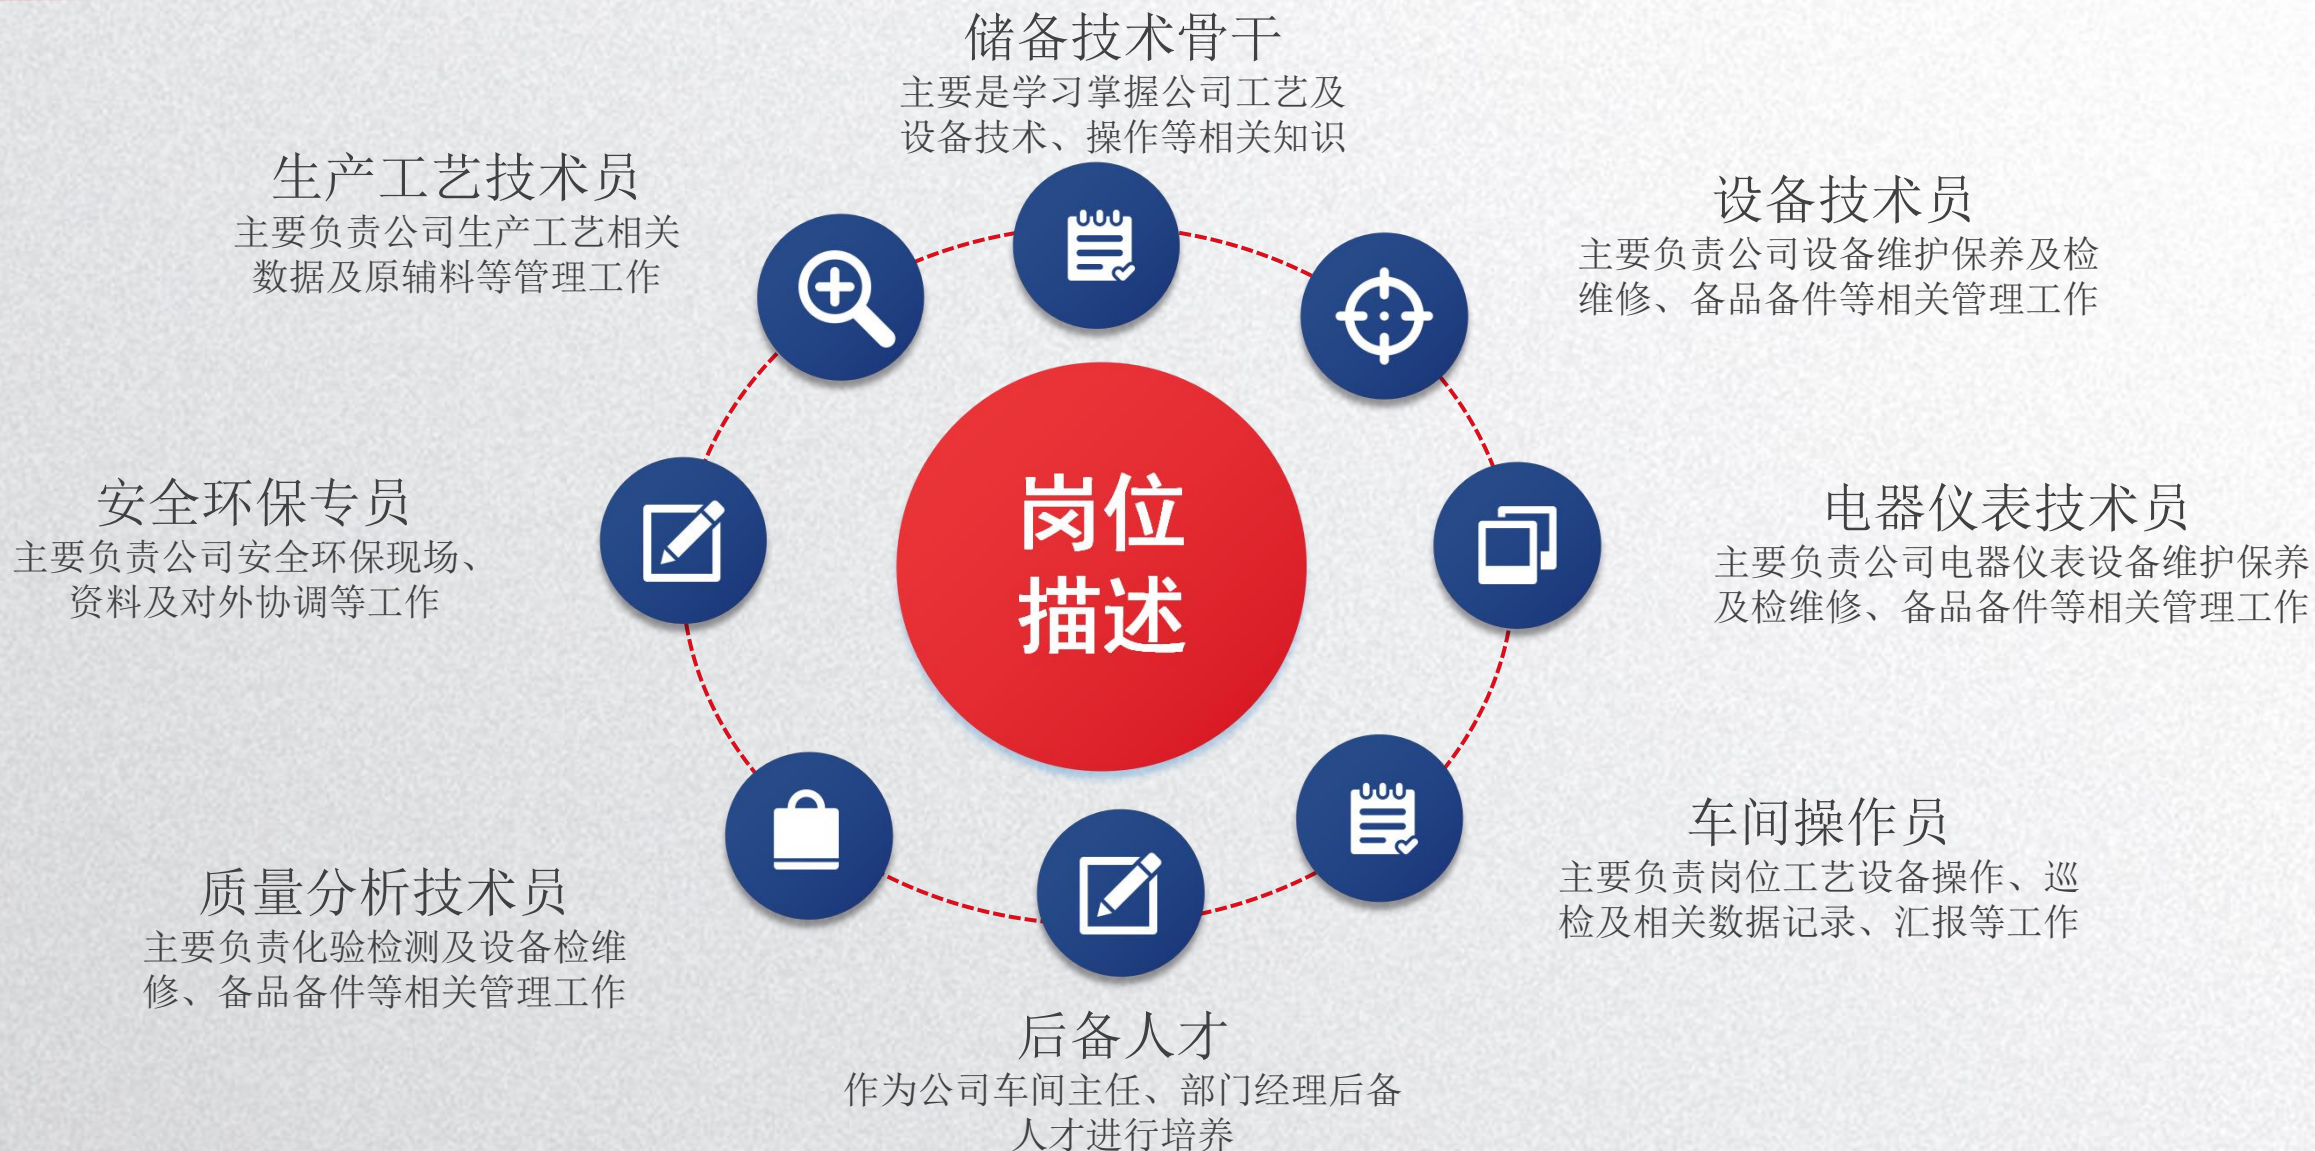 储备技术骨干
主要是学习掌握公司工艺及
设备技术、操作等相关知识
生产工艺技术员
主要负责公司生产工艺相关
数据及原辅料等管理工作
设备技术员
主要负责公司设备维护保养及检
维修、备品备件等相关管理工作
安全环保专员
主要负责公司安全环保现场、
资料及对外协调等工作
岗位
描述
电器仪表技术员
主要负责公司电器仪表设备维护保养
及检维修、备品备件等相关管理工作
质量分析技术员
主要负责化验检测及设备检维
修、备品备件等相关管理工作
车间操作员
主要负责岗位工艺设备操作、巡
检及相关数据记录、汇报等工作
后备人才
作为公司车间主任、部门经理后备
人才进行培养